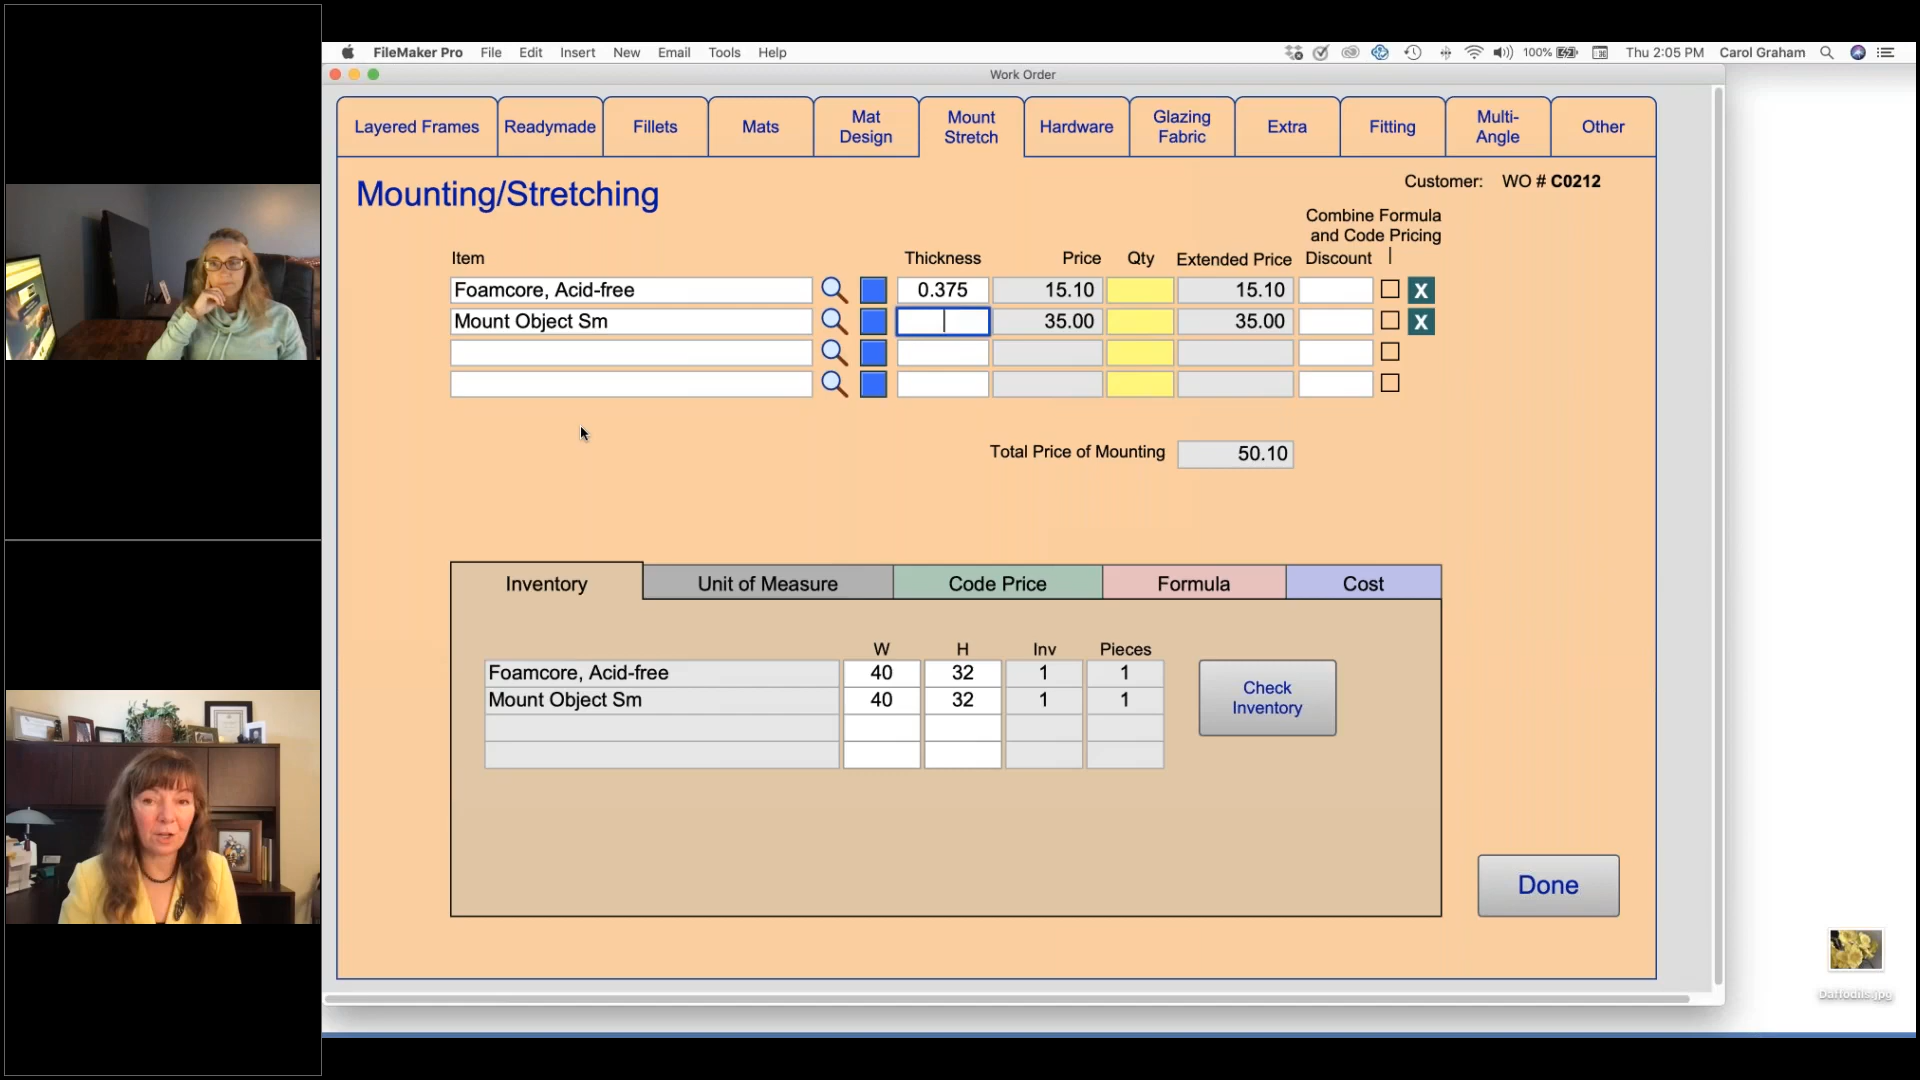 FileMaker Pro File Edit Insert New Email Tools Help 100% Thu 2:05 PM Carol Graham
Work Order
Layered Frames Readymade Fillets Mats Mat Design Mount Stretch Hardware Glazing Fabric Extra Fitting Multi-Angle Other
Mounting/Stretching
Customer: WO # C0212
Combine Formula
and Code Pricing
Item Thickness Price Qty Extended Price Discount
Foamcore, Acid-free 0.375 15.10 15.10 X
Mount Object Sm 35.00 35.00 X
Total Price of Mounting 50.10
Inventory Unit of Measure Code Price Formula Cost
W H Inv Pieces
Foamcore, Acid-free 40 32 1 1
Mount Object Sm 40 32 1 1
Check
Inventory
Done
Daffodils.jpg